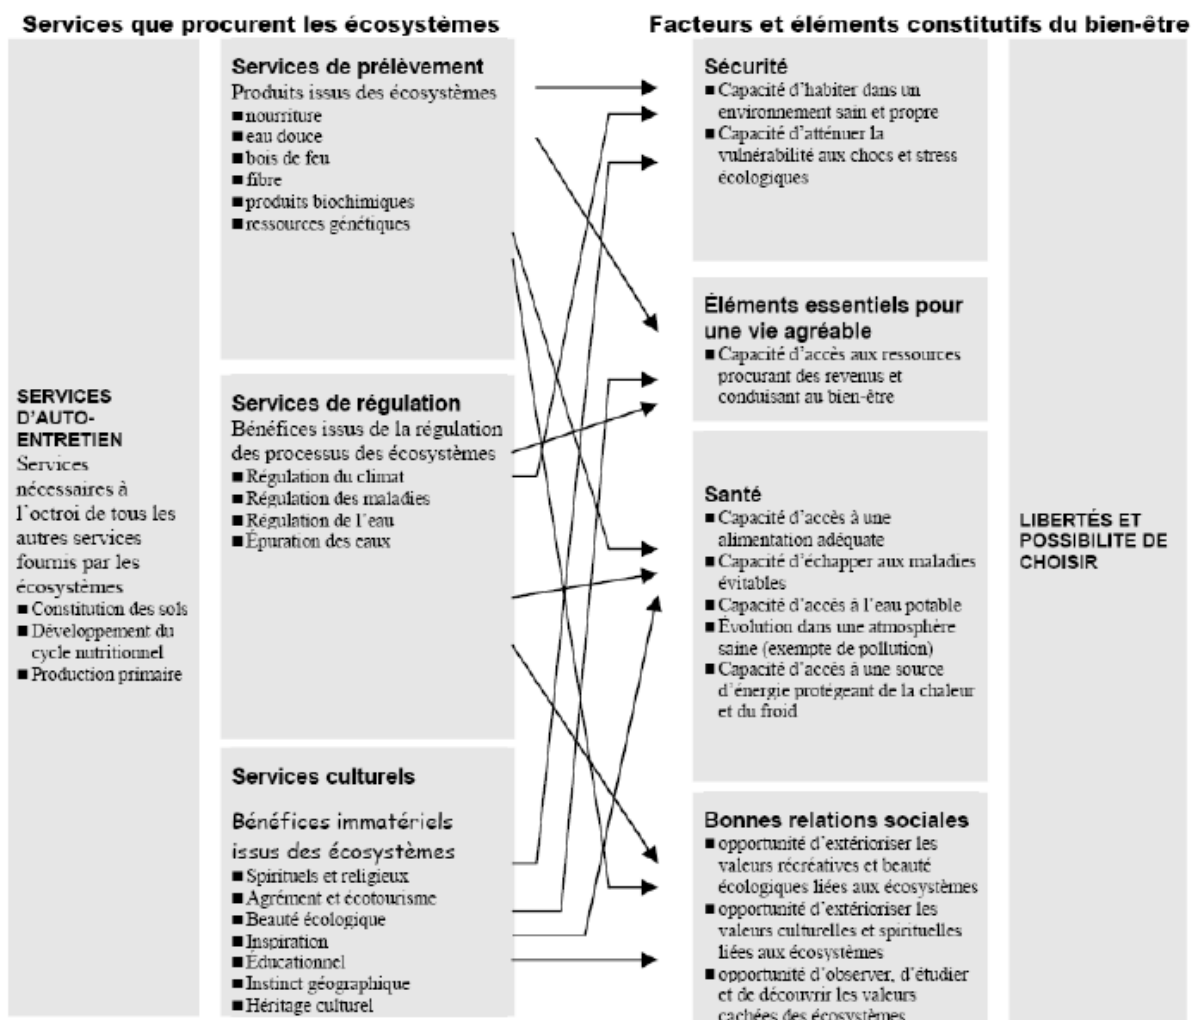 Services que procurent les écosystèmes
Facteurs et éléments constitutifs du bien-être
SERVICES
D'AUTO-
ENTRETIEN
Services
nécessaires à
l'octroi de tous les
autres services
fournis par les
écosystèmes
■ Constitution des sols
■ Développement du
cycle nutritionnel
■ Production primaire
Services de prélèvement
Produits issus des écosystèmes
■ nourriture
■ eau douce
■ bois de feu
■ fibre
■ produits biochimiques
■ ressources génétiques
Services de régulation
Bénéfices issus de la régulation
des processus des écosystèmes
■ Régulation du climat
■ Régulation des maladies
■ Régulation de l'eau
■ Épuration des eaux
Services culturels
Bénéfices immatériels
issus des écosystèmes
■ Spirituels et religieux
■ Agrément et écotourisme
■ Beauté écologique
■ Inspiration
■ Éducationnel
■ Instinct géographique
■ Héritage culturel
Sécurité
■ Capacité d'habiter dans un
environnement sain et propre
■ Capacité d'atténuer la
vulnérabilité aux chocs et stress
écologiques
Éléments essentiels pour
une vie agréable
■ Capacité d'accès aux ressources
procurant des revenus et
conduisant au bien-être
Santé
■ Capacité d'accès à une
alimentation adéquate
■ Capacité d'échapper aux maladies
évitables
■ Capacité d'accès à l'eau potable
■ Évolution dans une atmosphère
saine (exempte de pollution)
■ Capacité d'accès à une source
d'énergie protégeant de la chaleur
et du froid
Bonnes relations sociales
■ opportunité d'extérioriser les
valeurs récréatives et beauté
écologiques liées aux écosystèmes
■ opportunité d'extérioriser les
valeurs culturelles et spirituelles
liées aux écosystèmes
■ opportunité d'observer, d'étudier
et de découvrir les valeurs
cachées des écosystèmes
LIBERTÉS ET
POSSIBILITE DE
CHOISIR